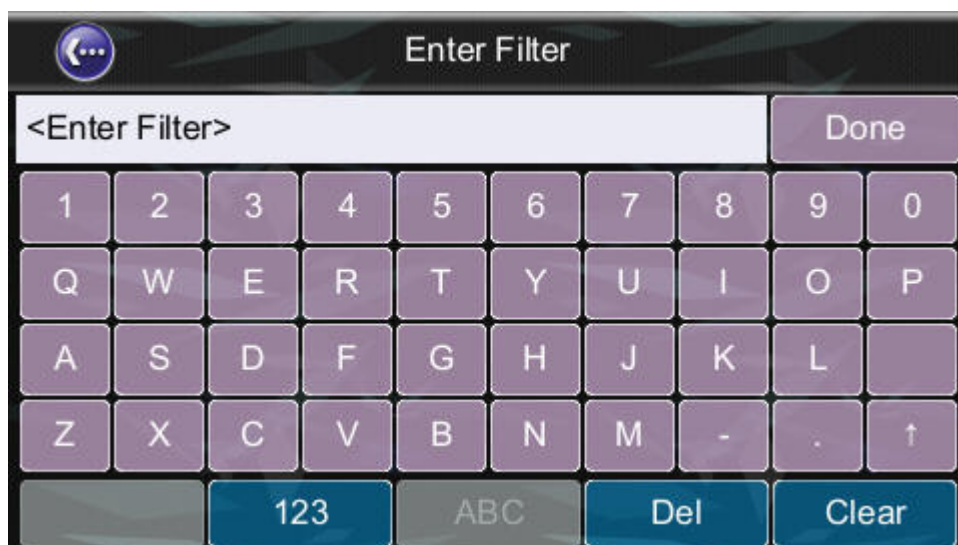 Enter Filter
<Enter Filter> Done
1 2 3 4 5 6 7 8 9 0
Q W E R T Y U I O P
A S D F G H J K L
Z X C V B N M - . ↑
123 ABC Del Clear